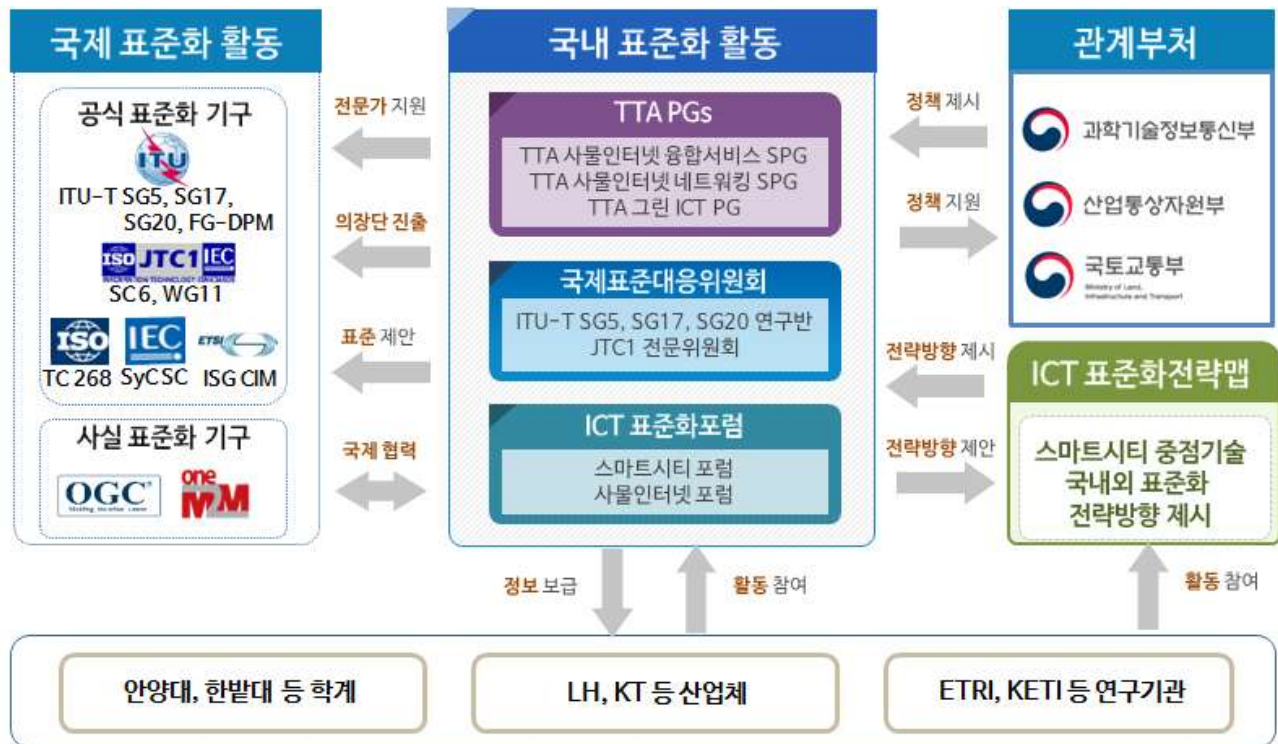 국제 표준화 활동
공식 표준화 기구
ITU
ITU-T SG5, SG17,
SG20, FG-DPM
ISO JTC1 IEC
SC6, WG11
ISO IEC ETSI
TC 268 SyC SC ISG CIM
사실 표준화 기구
OGC
one
M2M
전문가 지원
의장단 진출
표준 제안
국제 협력
국내 표준화 활동
TTA PGs
TTA 사물인터넷 융합서비스 SPG
TTA 사물인터넷 네트워킹 SPG
TTA 그린 ICT PG
국제표준대응위원회
ITU-T SG5, SG17, SG20 연구반
JTC1 전문위원회
ICT 표준화포럼
스마트시티 포럼
사물인터넷 포럼
정책 제시
정책 지원
전략방향 제시
전략방향 제안
관계부처
과학기술정보통신부
산업통상자원부
국토교통부
Ministry of Land,
Infrastructure and Transport
ICT 표준화전략맵
스마트시티 중점기술
국내외 표준화
전략방향 제시
정보 보급
활동 참여
활동 참여
안양대, 한밭대 등 학계
LH, KT 등 산업체
ETRI, KETI 등 연구기관